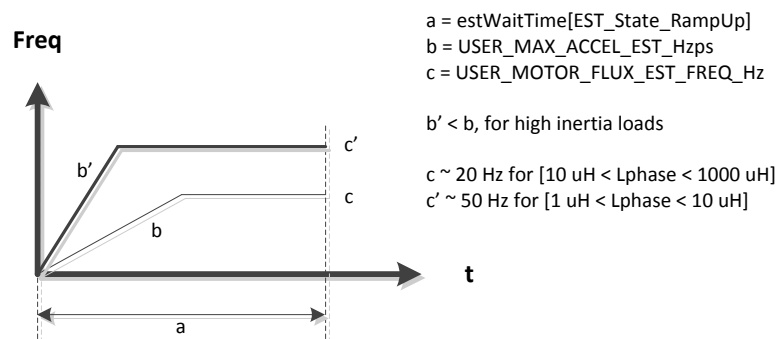 Freq
a = estWaitTime[EST_State_RampUp]
b = USER_MAX_ACCEL_EST_Hzps
c = USER_MOTOR_FLUX_EST_FREQ_Hz
b’ < b, for high inertia loads
c ~ 20 Hz for [10 uH < Lphase < 1000 uH]
c’ ~ 50 Hz for [1 uH < Lphase < 10 uH]
c’
b’
c
b
t
a